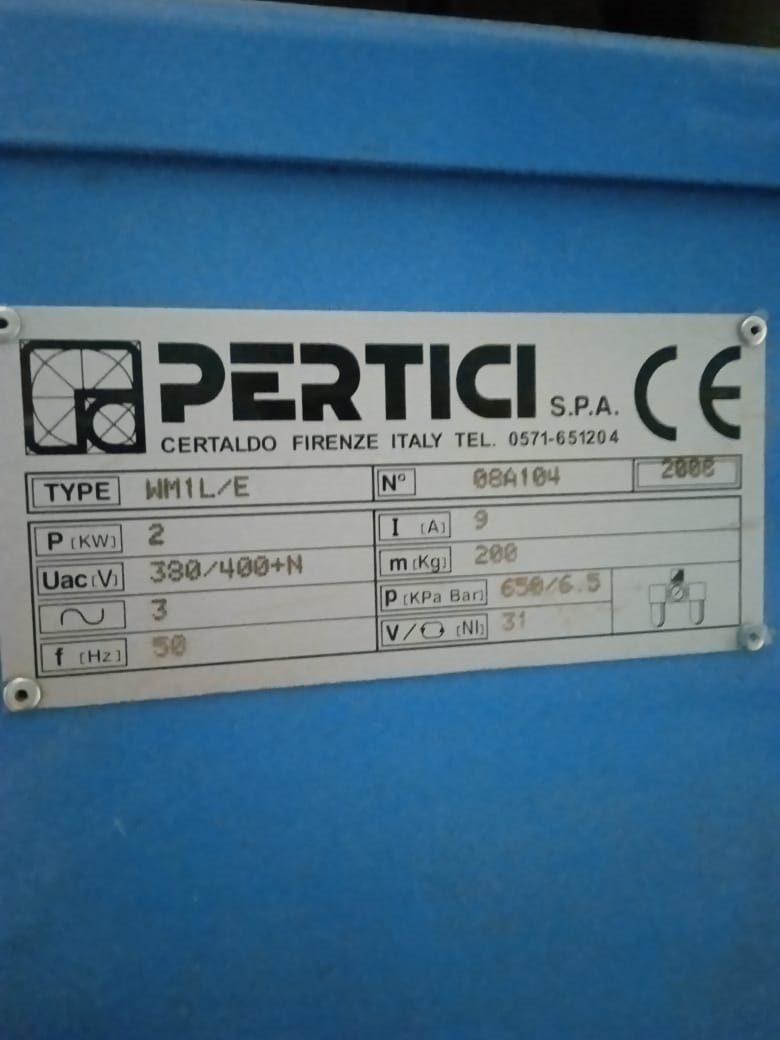 PERTICI S.P.A. CE
CERTALDO FIRENZE ITALY TEL. 0571-651204
TYPE WM1L/E N° 08A104 2008
P [KW] 2 I [A] 9
Uac [V] 380/400+N m [Kg] 200
3 P [KPa Bar] 650/6.5
f [Hz] 50 V/ [Nl] 31